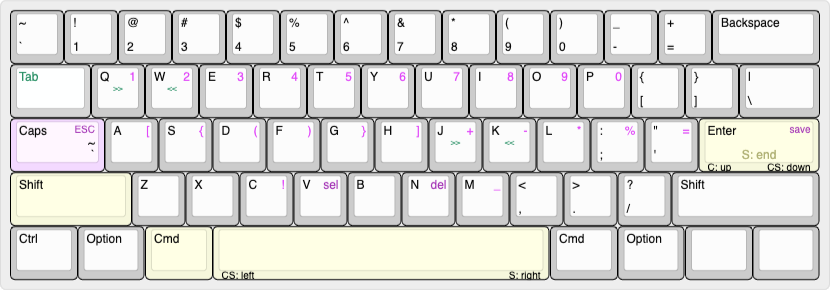 ~ ! @ # $ % ^ & * ( ) _ + Backspace
` 1 2 3 4 5 6 7 8 9 0 - =
Tab Q 1 W 2 E 3 R 4 T 5 Y 6 U 7 I 8 O 9 P 0 { } |
>> << [ ] \
Caps ESC A [ S { D ( F ) G } H ] J + K - L * : % " = Enter save
~ ` >> << ; ' S: end
C: up CS: down
Shift Z X C ! V sel B N del M _ < > ? Shift
, . /
Ctrl Option Cmd Cmd Option
CS: left S: right